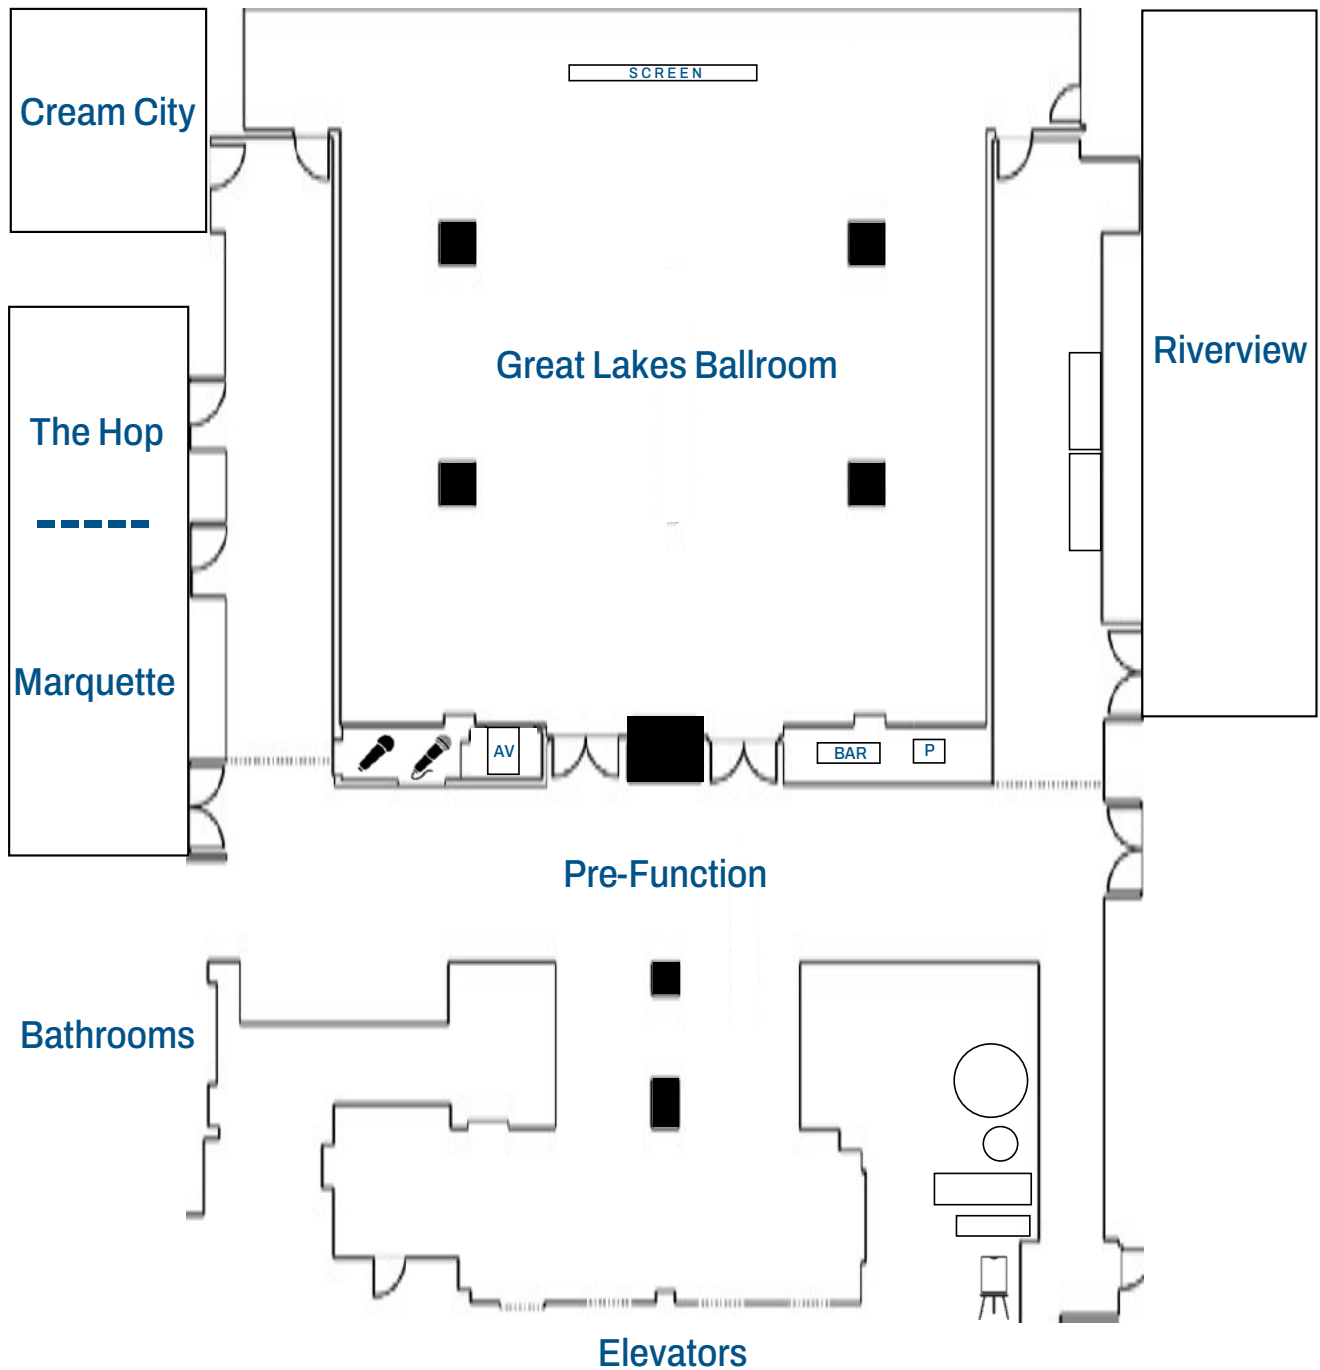 SCREEN
Cream City
Riverview
Great Lakes Ballroom
The Hop
Marquette
AV
BAR
P
Pre-Function
Bathrooms
Elevators